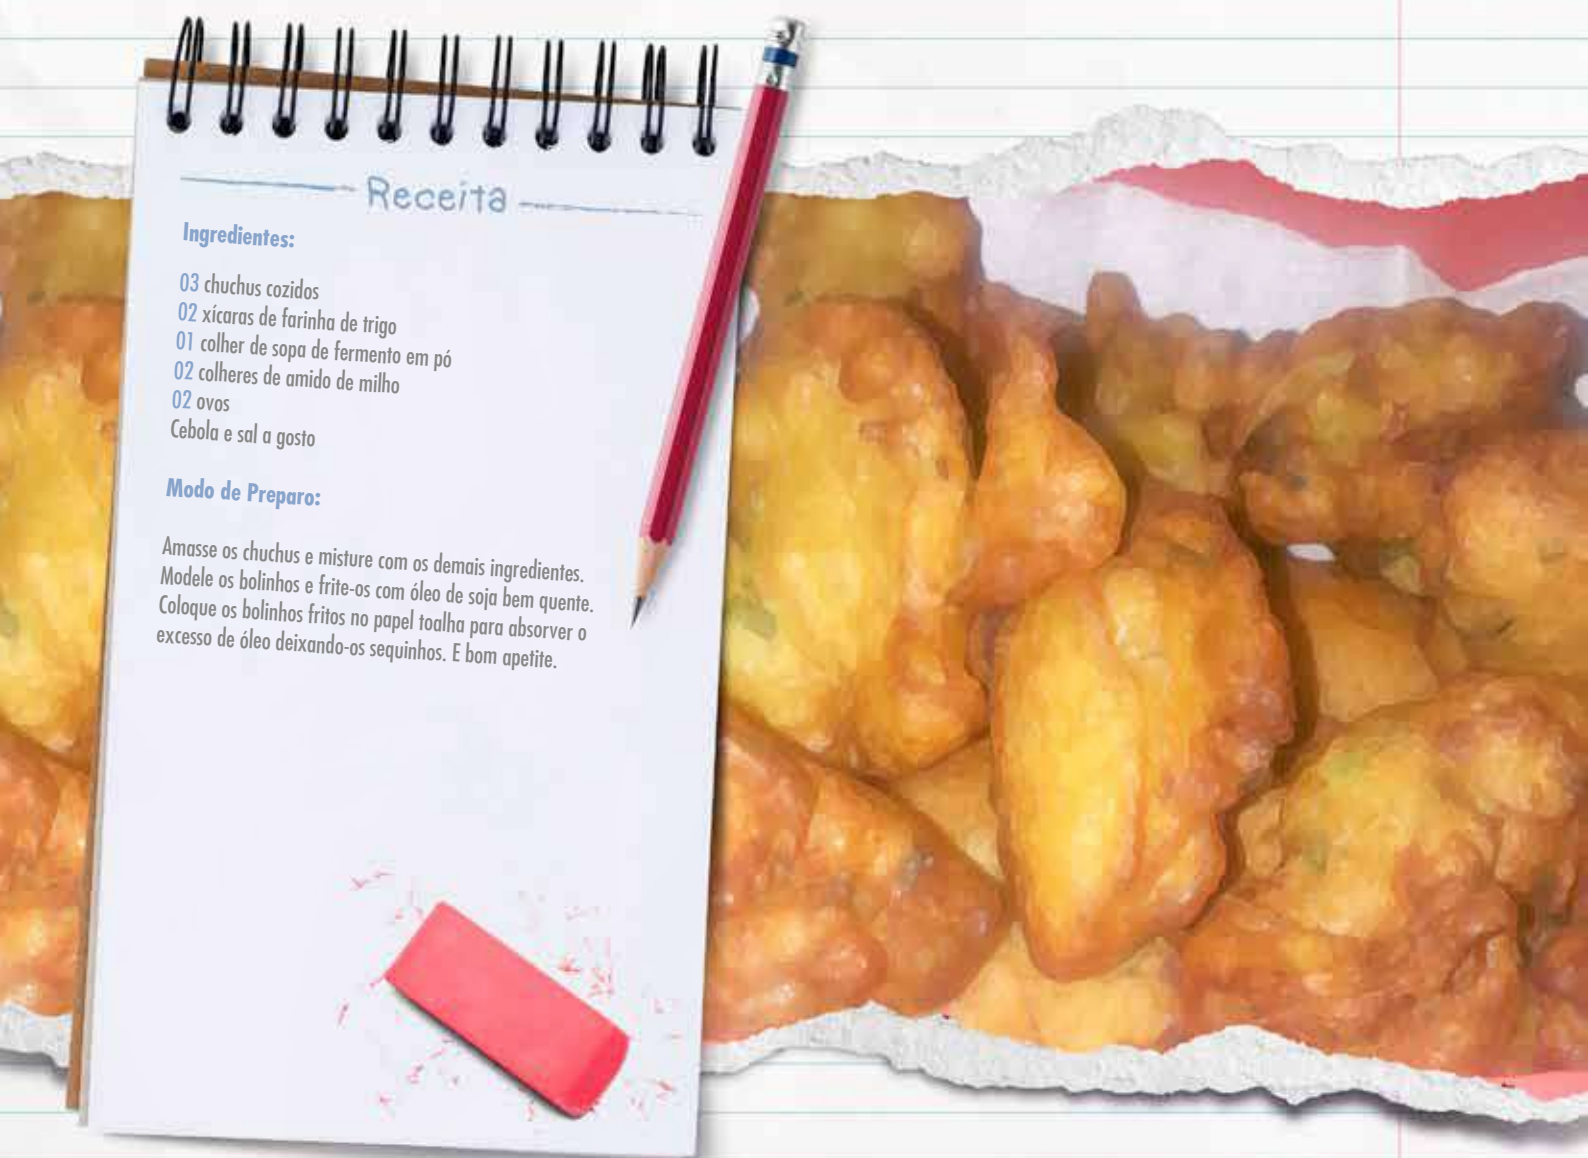 Receita
Ingredientes:
03 chuchus cozidos
02 xícaras de farinha de trigo
01 colher de sopa de fermento em pó
02 colheres de amido de milho
02 ovos
Cebola e sal a gosto
Modo de Preparo:
Amasse os chuchus e misture com os demais ingredientes.
Modele os bolinhos e frite-os com óleo de soja bem quente.
Coloque os bolinhos fritos no papel toalha para absorver o
excesso de óleo deixando-os sequinhos. E bom apetite.